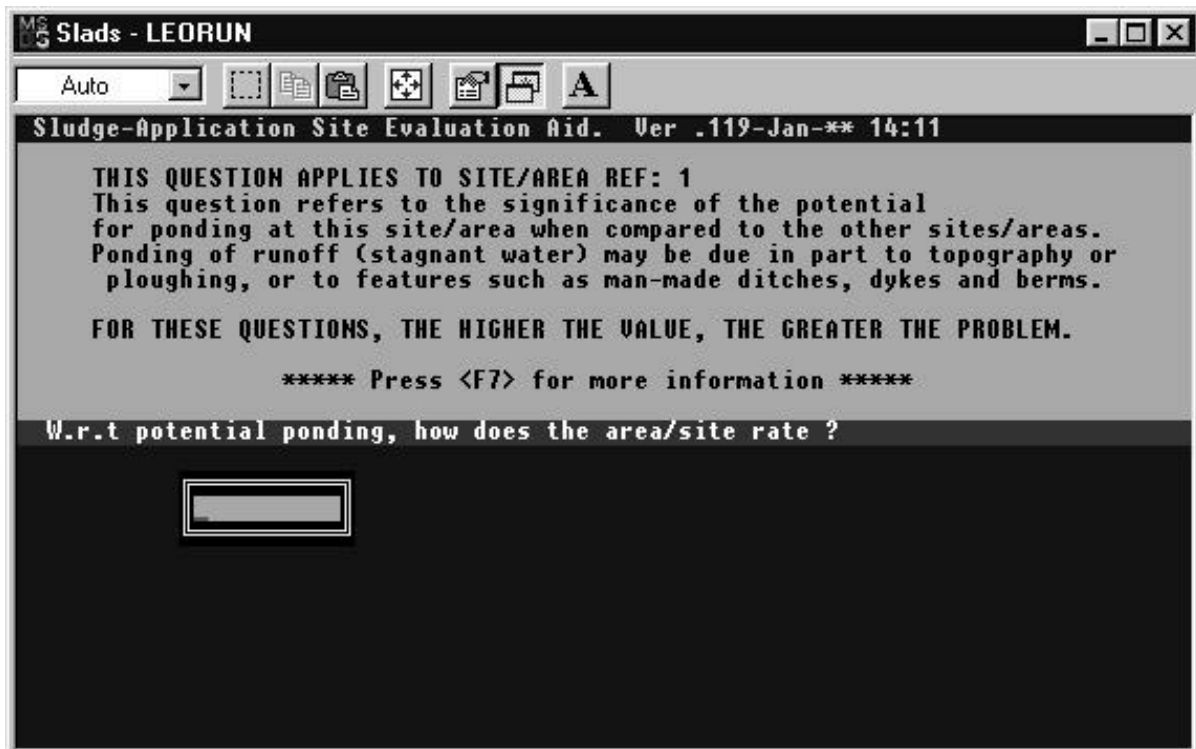 Slads - LEORUN
Auto
A
Sludge-Application Site Evaluation Aid. Ver .119-Jan-** 14:11
THIS QUESTION APPLIES TO SITE/AREA REF: 1
This question refers to the significance of the potential
for ponding at this site/area when compared to the other sites/areas.
Ponding of runoff (stagnant water) may be due in part to topography or
ploughing, or to features such as man-made ditches, dykes and berms.
FOR THESE QUESTIONS, THE HIGHER THE VALUE, THE GREATER THE PROBLEM.
***** Press <F7> for more information *****
W.r.t potential ponding, how does the area/site rate ?